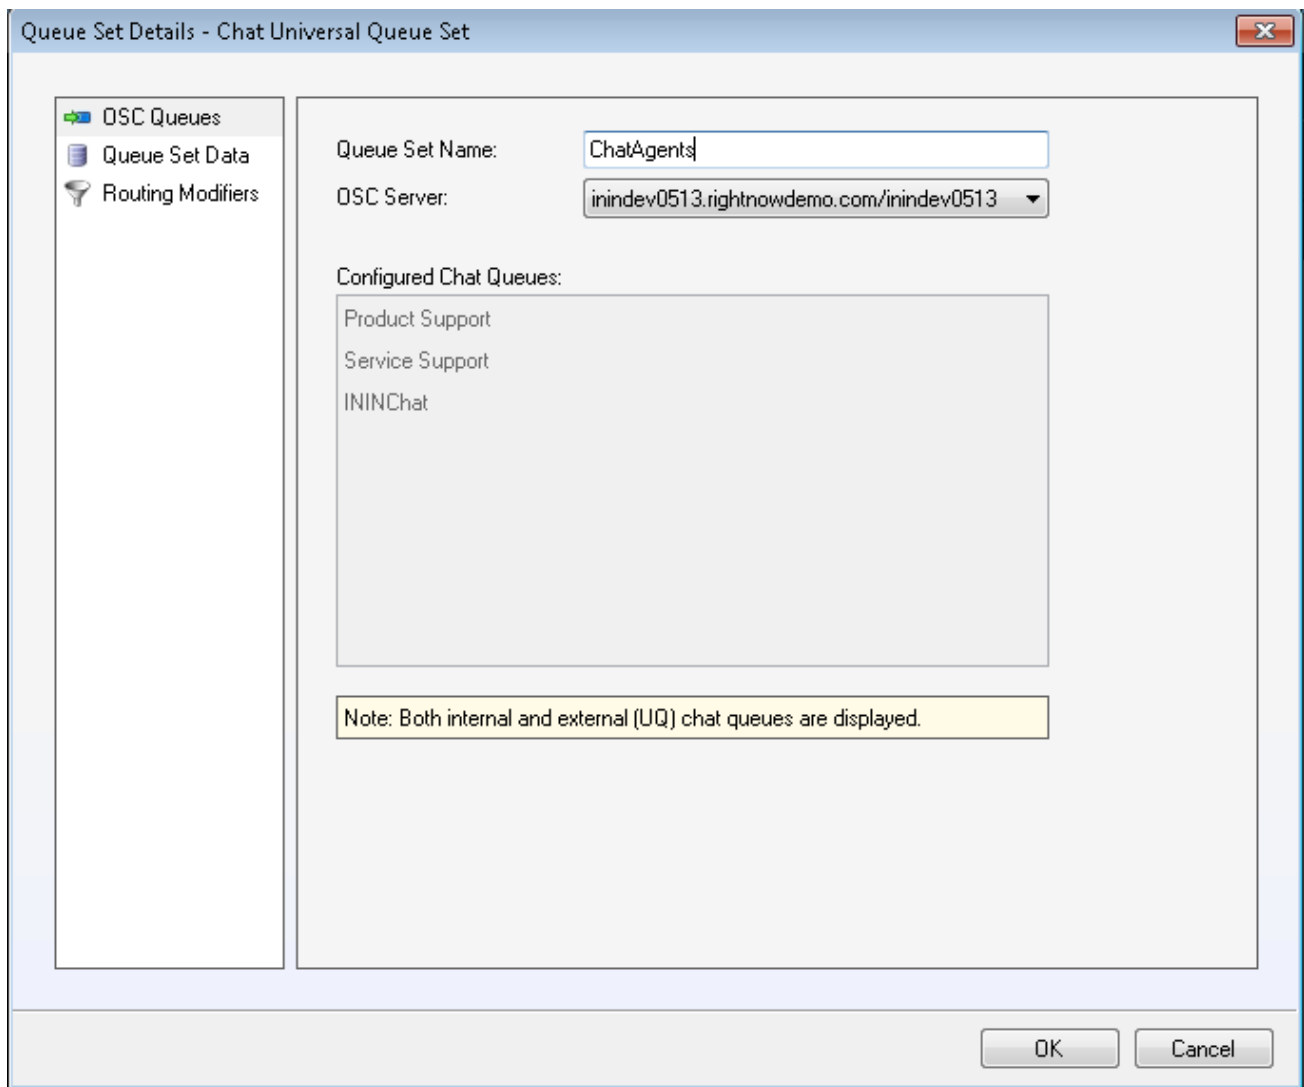 Queue Set Details - Chat Universal Queue Set
OSC Queues
Queue Set Data
Routing Modifiers
Queue Set Name:
ChatAgents
OSC Server:
inindev0513.rightnowdemo.com/inindev0513
Configured Chat Queues:
Product Support
Service Support
ININChat
Note: Both internal and external (UQ) chat queues are displayed.
OK
Cancel